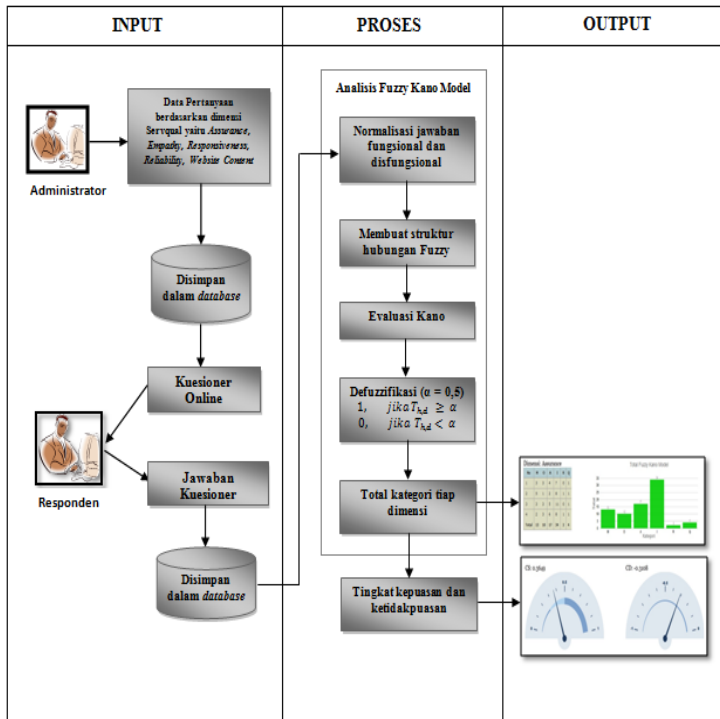 INPUT
PROSES
OUTPUT
Data Pertanyaan
berdasarkan dimensi
Servqual yaitu Assurance,
Empathy, Responsiveness,
Reliability, Website Content
Administrator
Disimpan
dalam database
Kuesioner
Online
Responden
Jawaban
Kuesioner
Disimpan
dalam database
Analisis Fuzzy Kano Model
Normalisasi jawaban
fungsional dan
disfungsional
Membuat struktur
hubungan Fuzzy
Evaluasi Kano
Defuzzifikasi (α = 0,5)
1, jika T_{h,d} ≥ α
0, jika T_{h,d} < α
Total kategori tiap
dimensi
Tingkat kepuasan dan
ketidakpuasan
Dimensi Assurance
Total Fuzzy Kano Model
Kategori